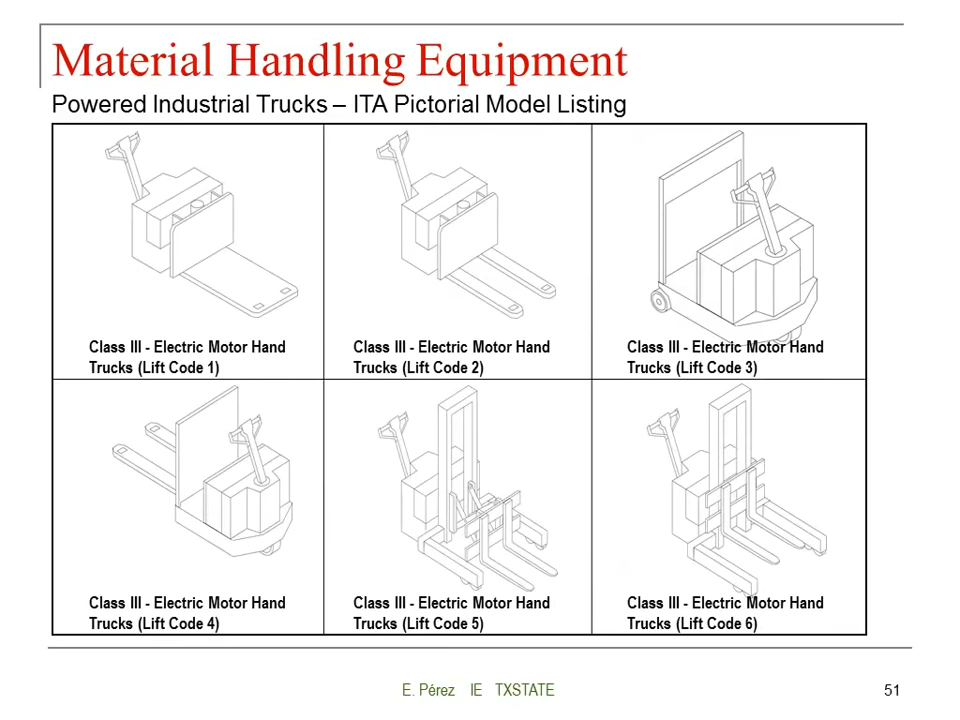 Material Handling Equipment
Powered Industrial Trucks – ITA Pictorial Model Listing
Class III - Electric Motor Hand
Trucks (Lift Code 1)
Class III - Electric Motor Hand
Trucks (Lift Code 2)
Class III - Electric Motor Hand
Trucks (Lift Code 3)
Class III - Electric Motor Hand
Trucks (Lift Code 4)
Class III - Electric Motor Hand
Trucks (Lift Code 5)
Class III - Electric Motor Hand
Trucks (Lift Code 6)
E. Pérez IE TXSTATE
51